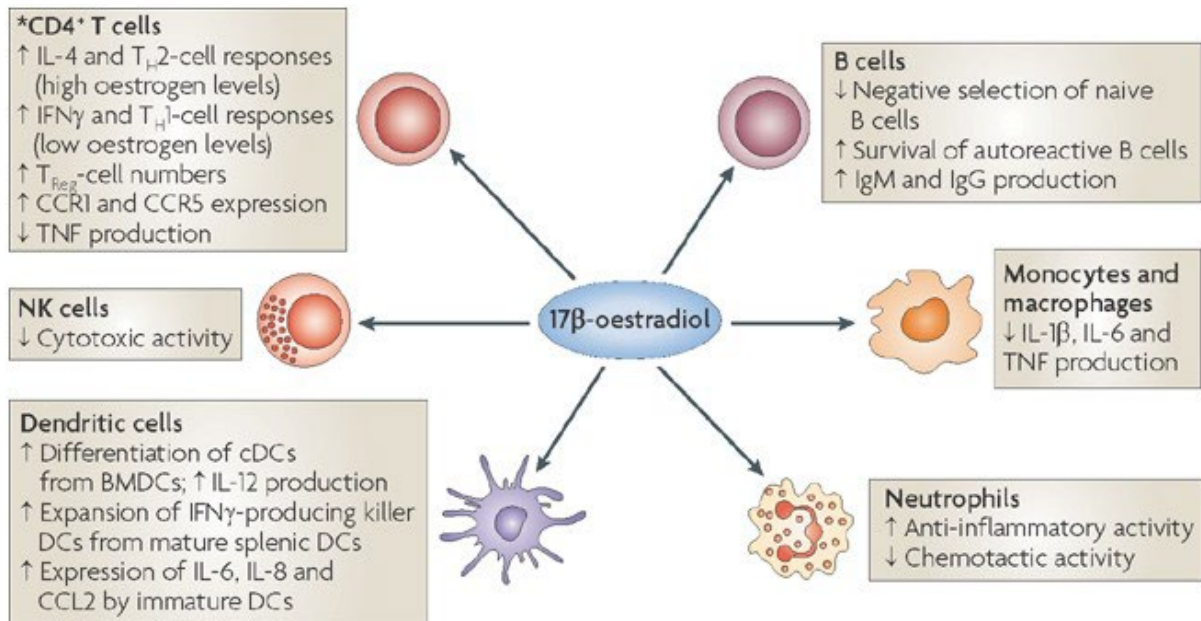 *CD4⁺ T cells
↑ IL-4 and T_H2-cell responses
(high oestrogen levels)
↑ IFNγ and T_H1-cell responses
(low oestrogen levels)
↑ T_Reg-cell numbers
↑ CCR1 and CCR5 expression
↓ TNF production
B cells
↓ Negative selection of naive
B cells
↑ Survival of autoreactive B cells
↑ IgM and IgG production
NK cells
↓ Cytotoxic activity
17β-oestradiol
Monocytes and
macrophages
↓ IL-1β, IL-6 and
TNF production
Dendritic cells
↑ Differentiation of cDCs
from BMDCs; ↑ IL-12 production
↑ Expansion of IFNγ-producing killer
DCs from mature splenic DCs
↑ Expression of IL-6, IL-8 and
CCL2 by immature DCs
Neutrophils
↑ Anti-inflammatory activity
↓ Chemotactic activity